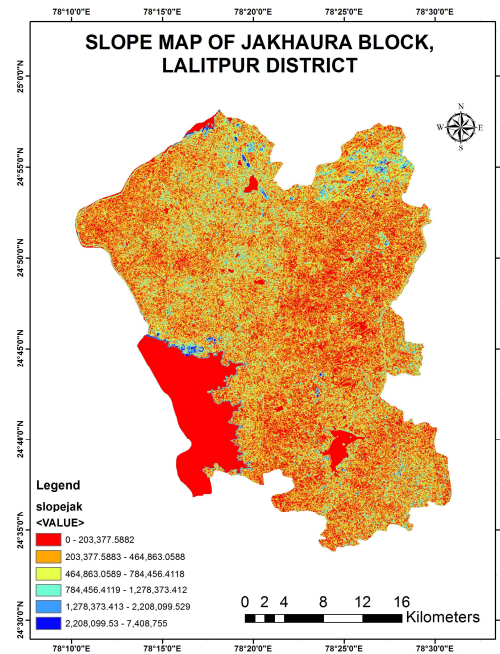 78°10'0"E 78°15'0"E 78°20'0"E 78°25'0"E 78°30'0"E
SLOPE MAP OF JAKHAURA BLOCK,
LALITPUR DISTRICT
25°0'0"N
N
W E
S
24°55'0"N
24°50'0"N
24°45'0"N
24°40'0"N
24°35'0"N
24°30'0"N
Legend
slopejak
<VALUE>
0 - 203,377.5882
203,377.5883 - 464,863.0588
464,863.0589 - 784,456.4118
784,456.4119 - 1,278,373.412
1,278,373.413 - 2,208,099.529
2,208,099.53 - 7,408,755
0 2 4 8 12 16
Kilometers
78°10'0"E 78°15'0"E 78°20'0"E 78°25'0"E 78°30'0"E